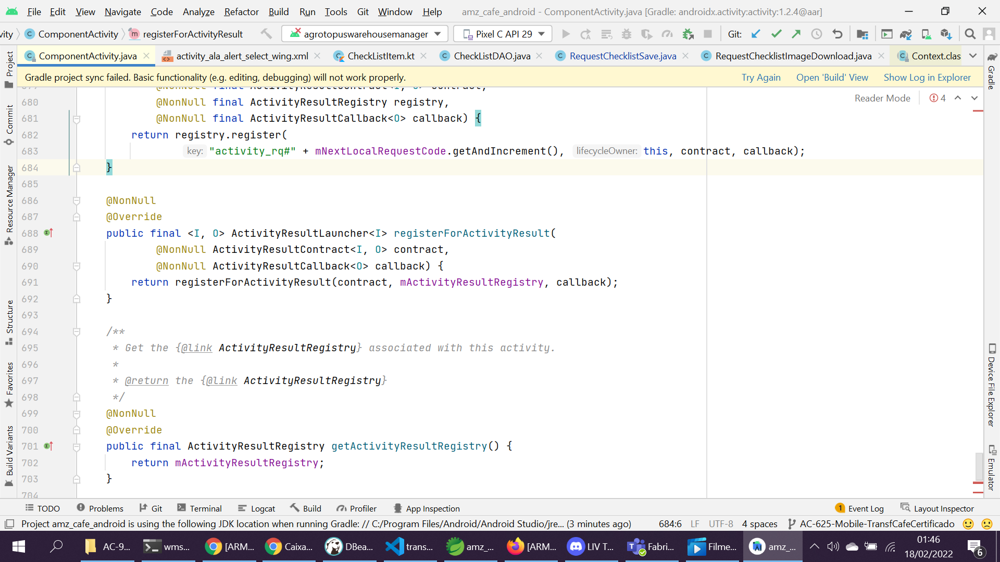 File Edit View Navigate Code Analyze Refactor Build Run Tools Git Window Help amz_cafe_android - ComponentActivity.java [Gradle: androidx.activity:activity:1.2.4@aar]
vity ComponentActivity registerForActivityResult agrotopuswarehousemanager Pixel C API 29 Git:
ComponentActivity.java activity_ala_alert_select_wing.xml CheckListItem.kt CheckListDAO.java RequestChecklistSave.java RequestChecklistImageDownload.java Context.clas
Gradle project sync failed. Basic functionality (e.g. editing, debugging) will not work properly. Try Again Open 'Build' View Show Log in Explorer
Reader Mode 4
679 @NonNull final ActivityResultContract<I, O> contract,
680 @NonNull final ActivityResultRegistry registry,
681 @NonNull final ActivityResultCallback<O> callback) {
682 return registry.register(
683 key: "activity_rq#" + mNextLocalRequestCode.getAndIncrement(), lifecycleOwner: this, contract, callback);
684 }
685
686 @NonNull
687 @Override
688 public final <I, O> ActivityResultLauncher<I> registerForActivityResult(
689 @NonNull ActivityResultContract<I, O> contract,
690 @NonNull ActivityResultCallback<O> callback) {
691 return registerForActivityResult(contract, mActivityResultRegistry, callback);
692 }
693
694 /**
695 * Get the {@link ActivityResultRegistry} associated with this activity.
696 *
697 * @return the {@link ActivityResultRegistry}
698 */
699 @NonNull
700 @Override
701 public final ActivityResultRegistry getActivityResultRegistry() {
702 return mActivityResultRegistry;
703 }
704
Project
Commit
Resource Manager
Structure
Favorites
Build Variants
Gradle
Device File Explorer
Emulator
TODO Problems Git Terminal Logcat Build Profiler App Inspection 1 Event Log Layout Inspector
Project amz_cafe_android is using the following JDK location when running Gradle: // C:/Program Files/Android/Android Studio/jre... (3 minutes ago) 684:6 LF UTF-8 4 spaces AC-625-Mobile-TransfCafeCertificado
AC-9... wms... [ARM... Caixa... DBea... trans... amz_... [ARM... LIV T... Fabri... Filme... amz_... 01:46
18/02/2022 6